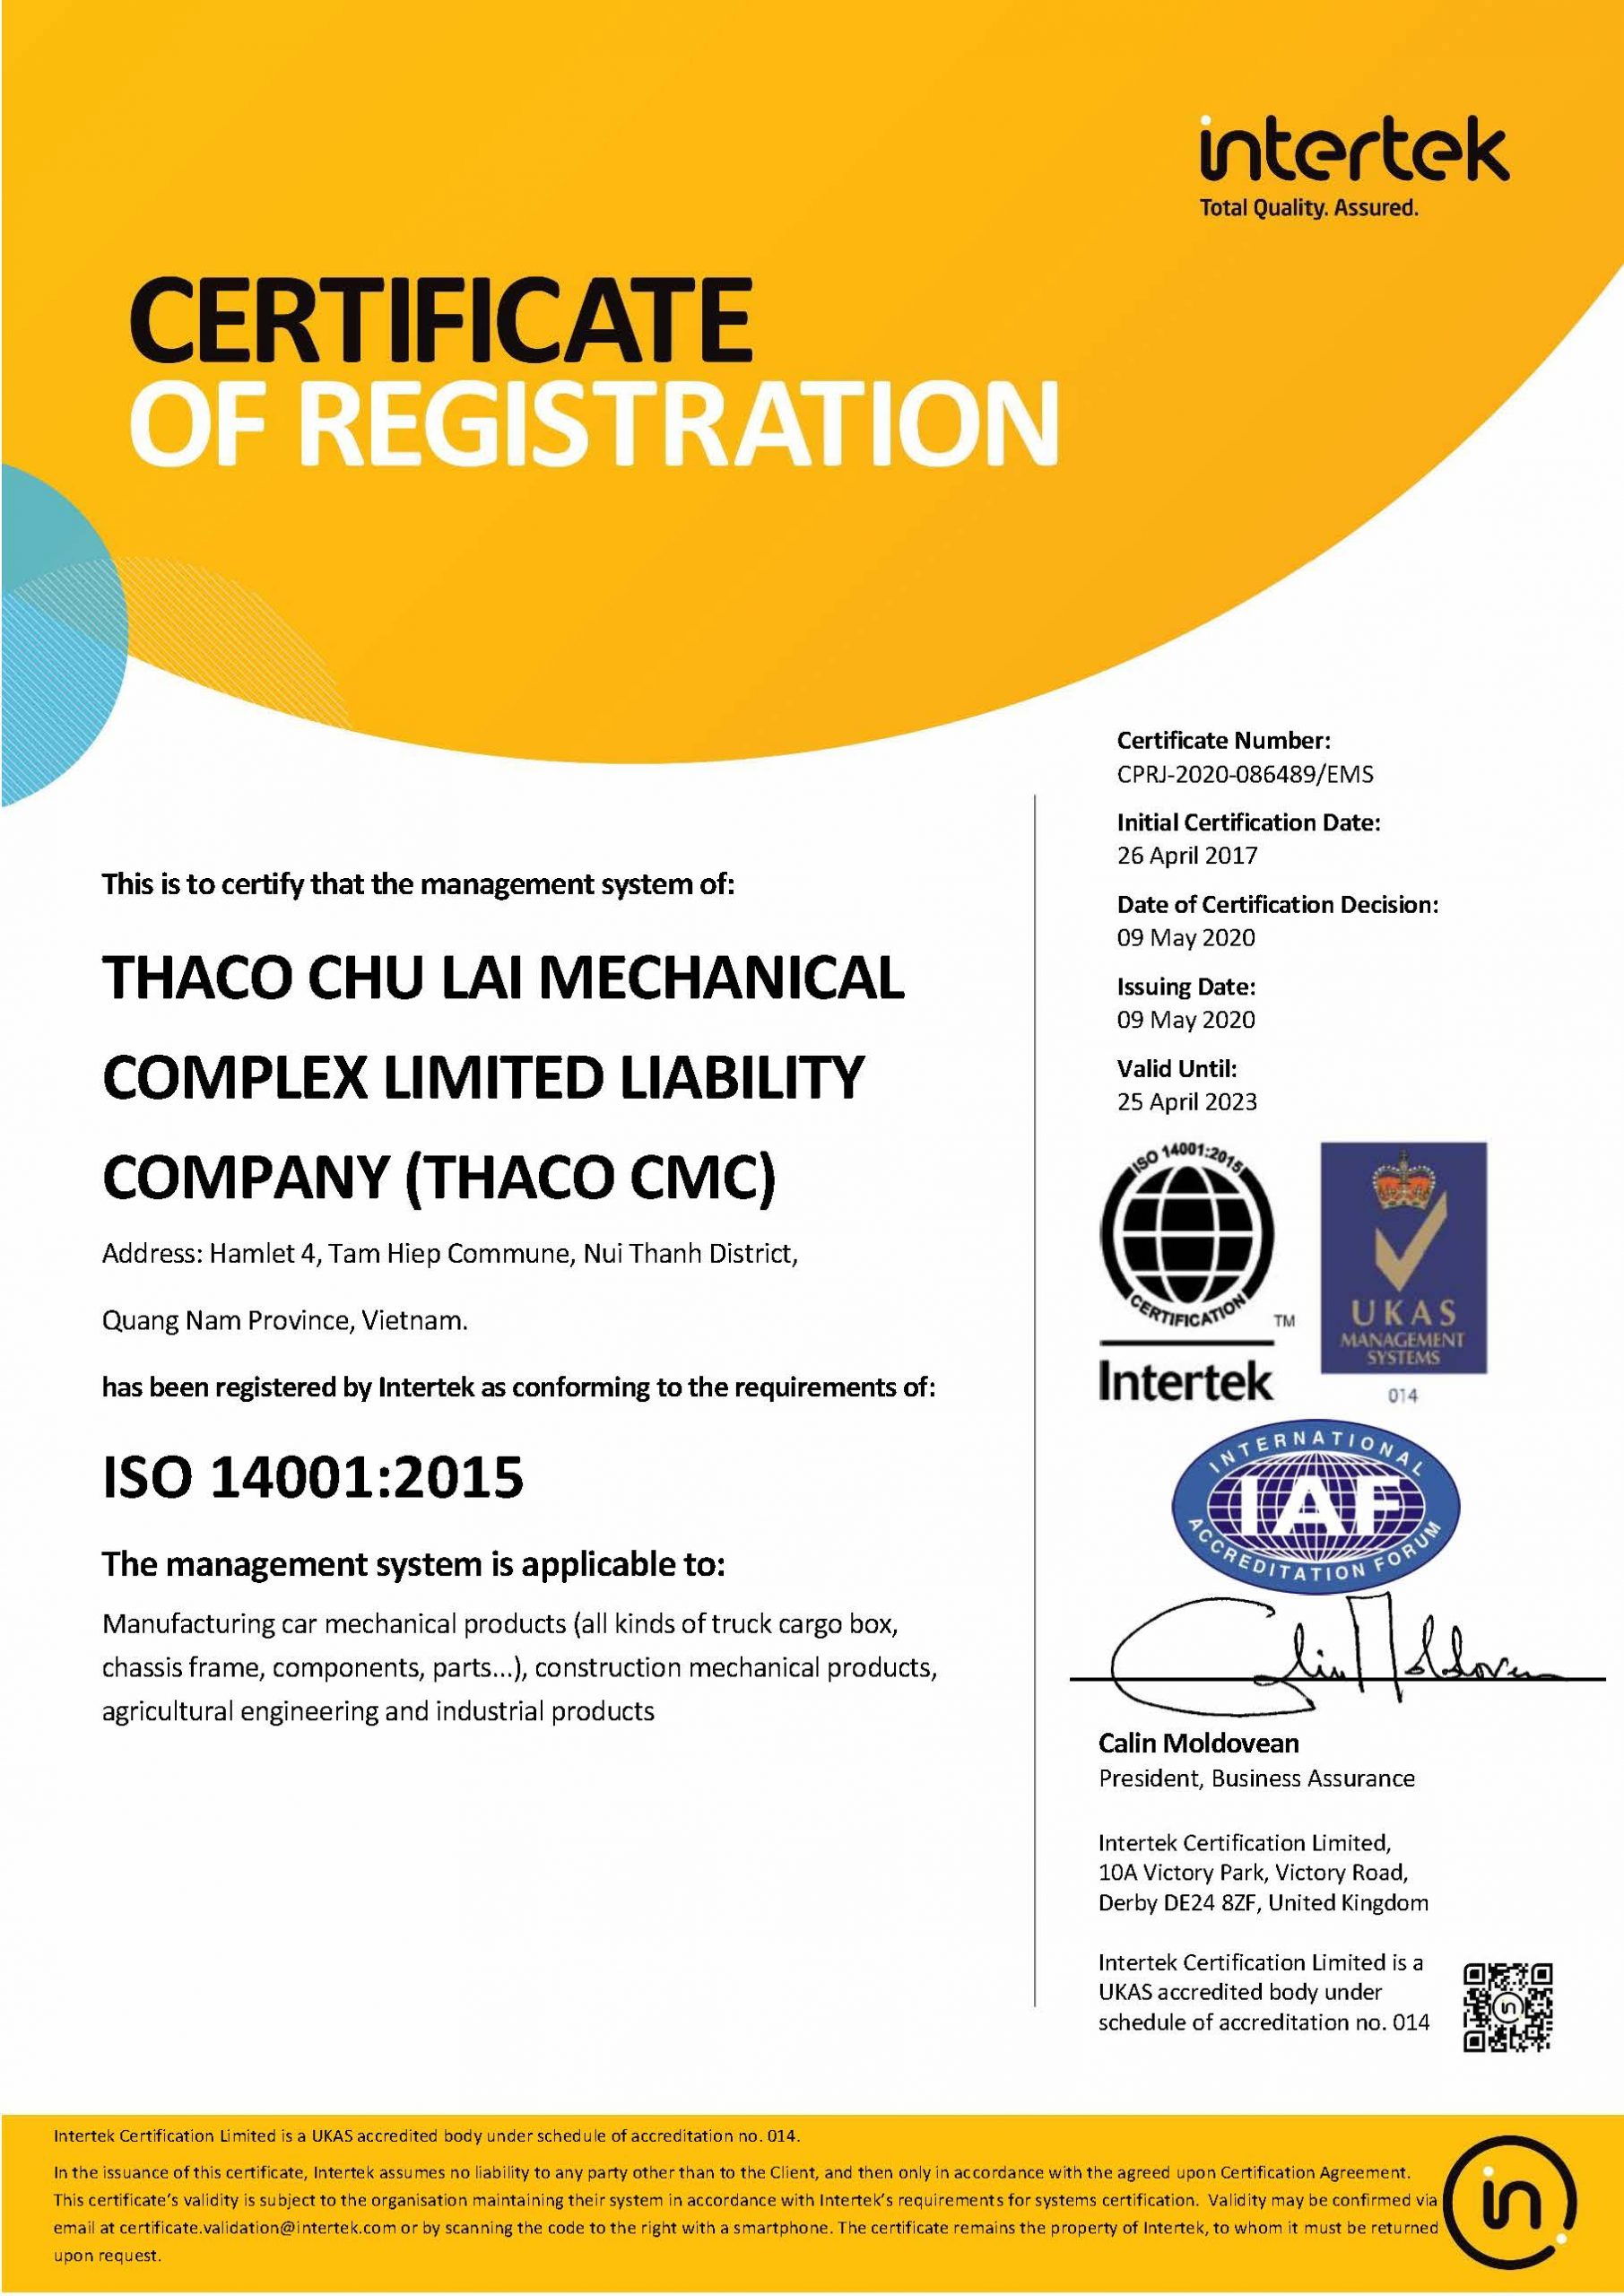 intertek
Total Quality. Assured.
CERTIFICATE
OF REGISTRATION
This is to certify that the management system of:
THACO CHU LAI MECHANICAL
COMPLEX LIMITED LIABILITY
COMPANY (THACO CMC)
Address: Hamlet 4, Tam Hiep Commune, Nui Thanh District,
Quang Nam Province, Vietnam.
has been registered by Intertek as conforming to the requirements of:
ISO 14001:2015
The management system is applicable to:
Manufacturing car mechanical products (all kinds of truck cargo box,
chassis frame, components, parts...), construction mechanical products,
agricultural engineering and industrial products
Certificate Number:
CPRJ-2020-086489/EMS
Initial Certification Date:
26 April 2017
Date of Certification Decision:
09 May 2020
Issuing Date:
09 May 2020
Valid Until:
25 April 2023
ISO 14001:2015
CERTIFICATION
TM
Intertek
UKAS
MANAGEMENT
SYSTEMS
014
INTERNATIONAL
IAF
ACCREDITATION FORUM
Calin Moldovean
Calin Moldovean
President, Business Assurance
Intertek Certification Limited,
10A Victory Park, Victory Road,
Derby DE24 8ZF, United Kingdom
Intertek Certification Limited is a
UKAS accredited body under
schedule of accreditation no. 014
in
Intertek Certification Limited is a UKAS accredited body under schedule of accreditation no. 014.
In the issuance of this certificate, Intertek assumes no liability to any party other than to the Client, and then only in accordance with the agreed upon Certification Agreement.
This certificate's validity is subject to the organisation maintaining their system in accordance with Intertek's requirements for systems certification. Validity may be confirmed via
email at certificate.validation@intertek.com or by scanning the code to the right with a smartphone. The certificate remains the property of Intertek, to whom it must be returned
upon request.
in